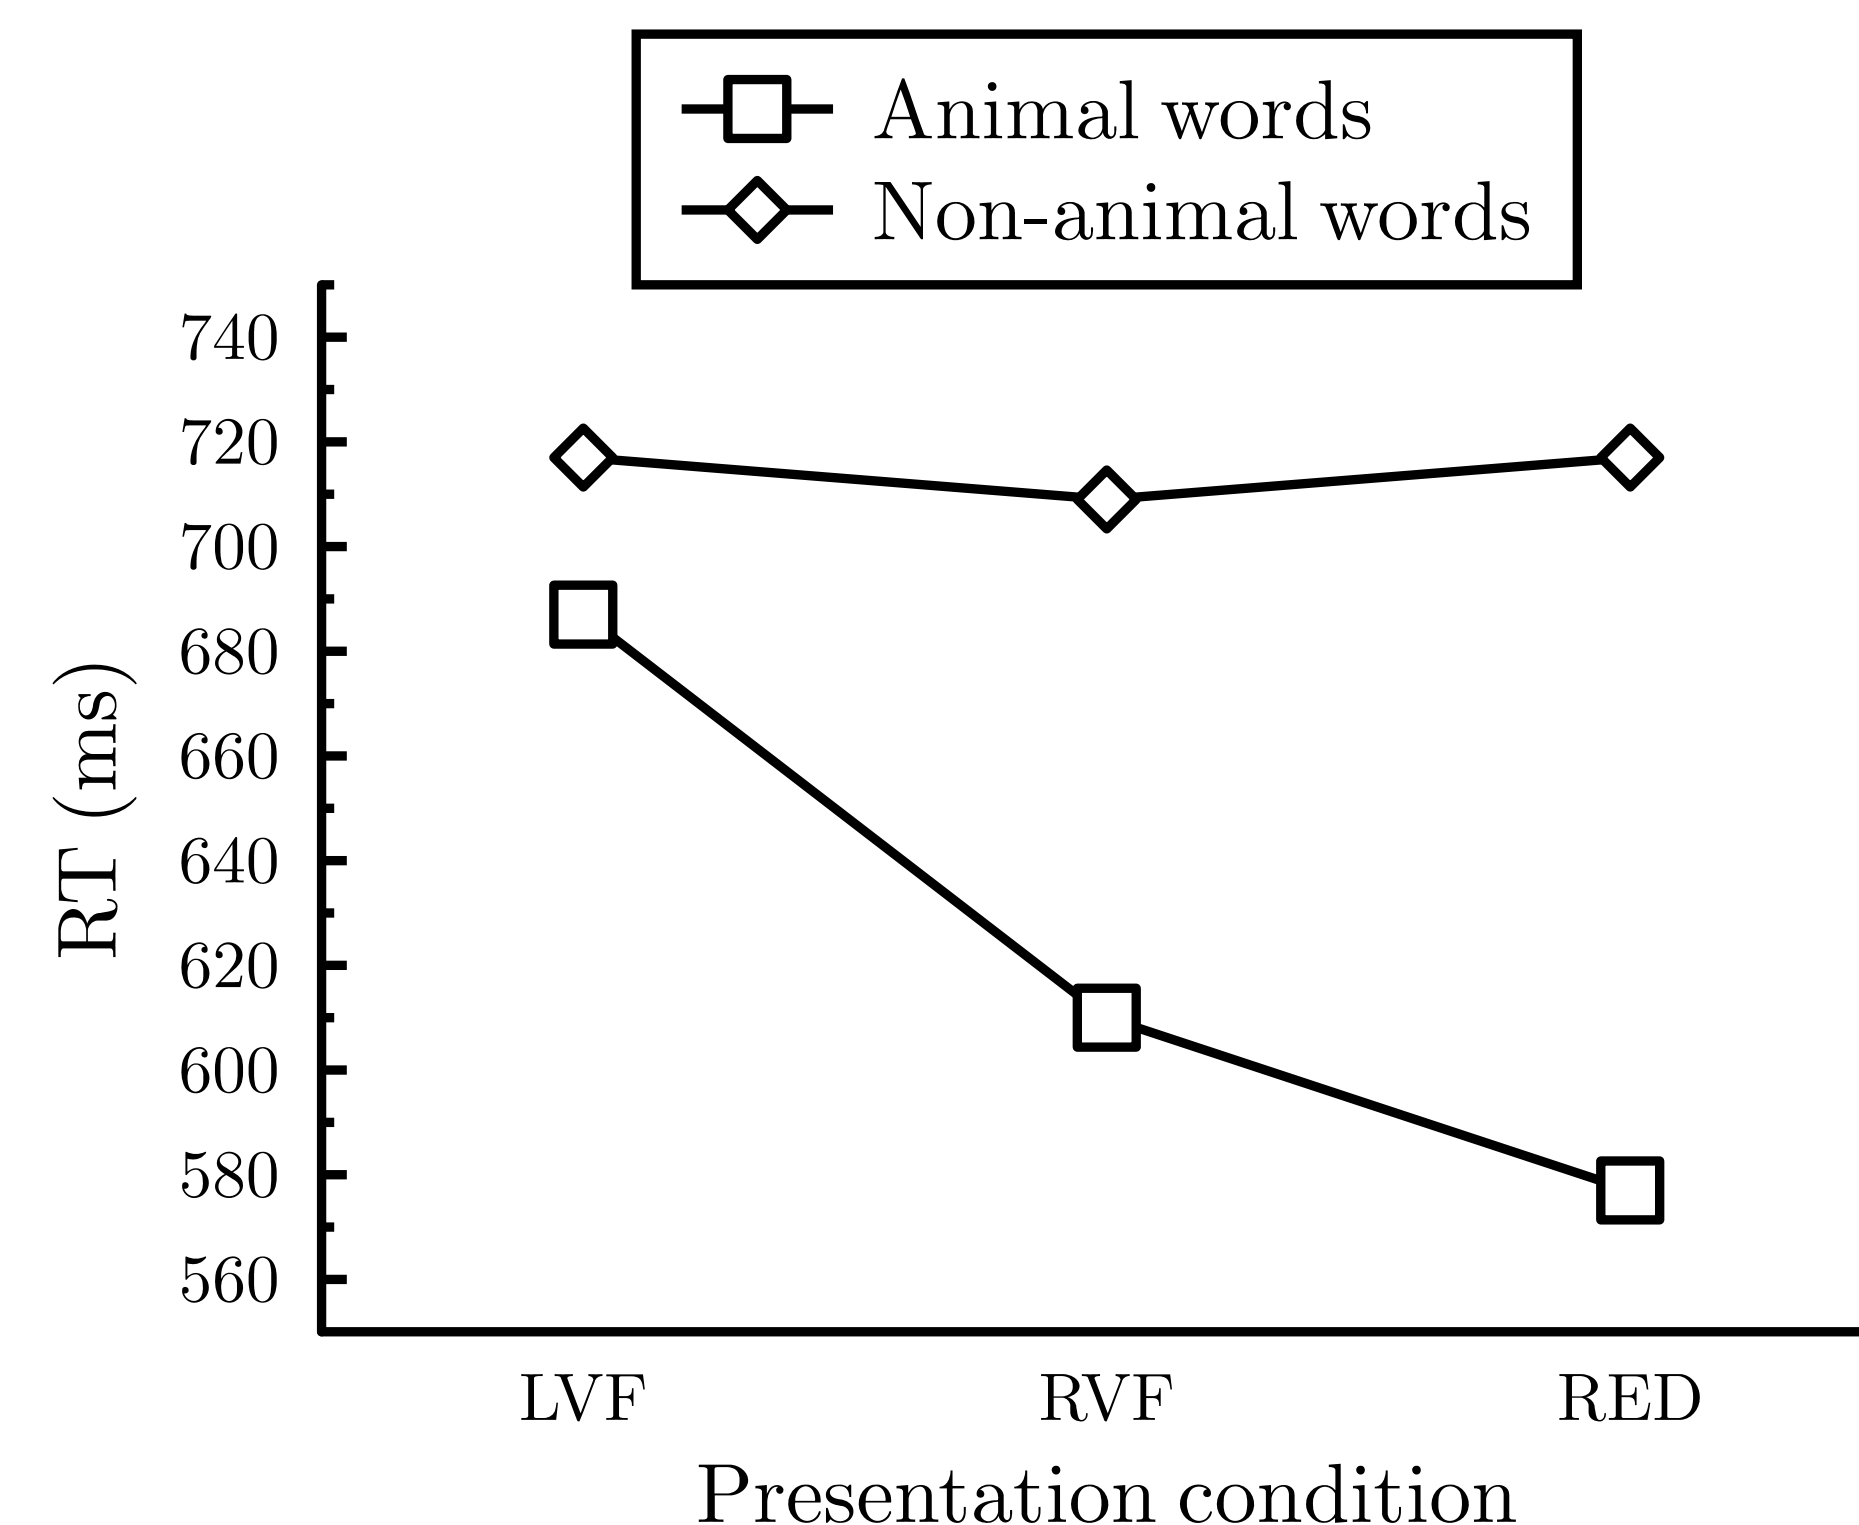 Animal words
Non-animal words
740
720
700
680
660
640
620
600
580
560
RT (ms)
LVF RVF RED
Presentation condition